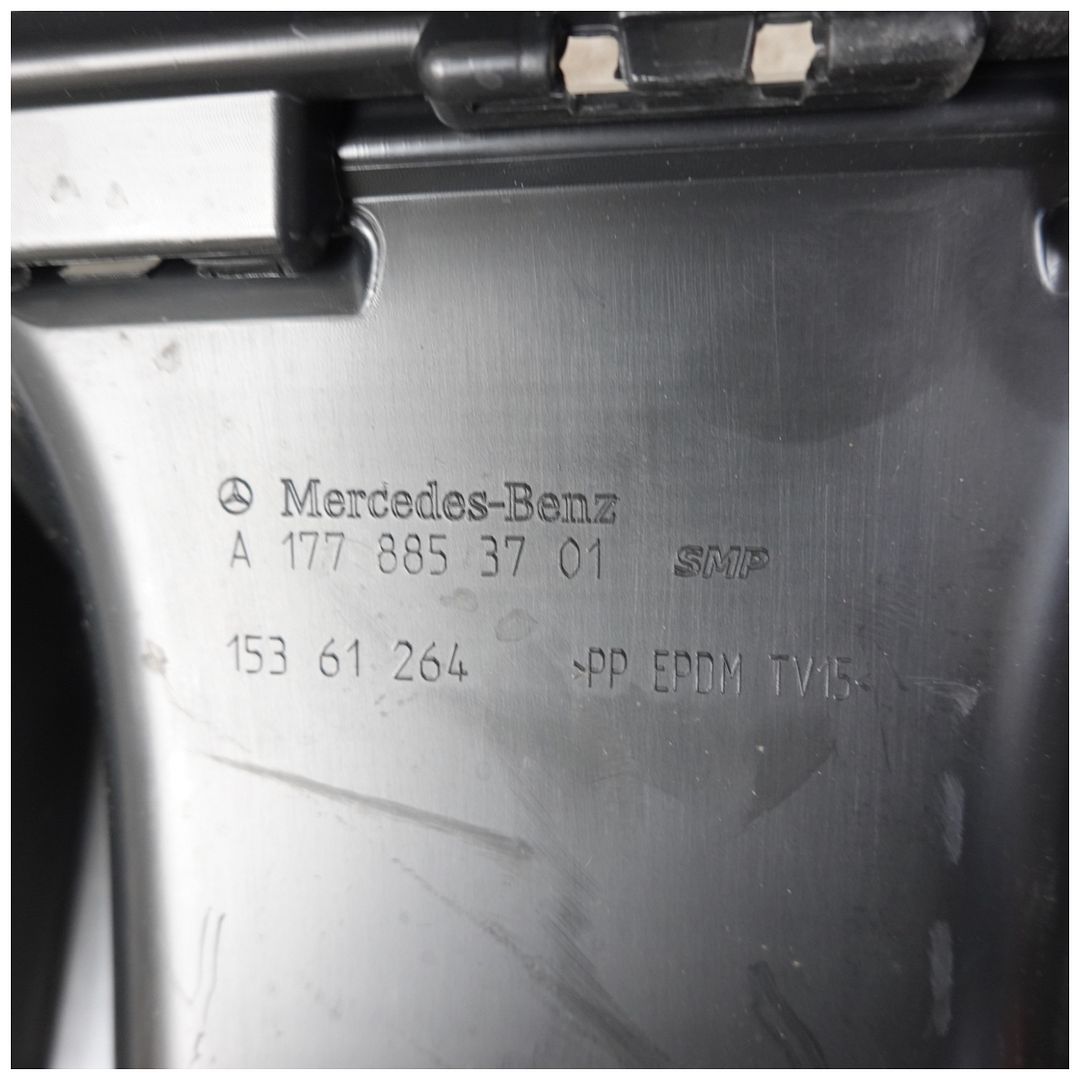 Mercedes-Benz
A 177 885 37 01 SMP
153 61 264 >PP EPDM TV15<